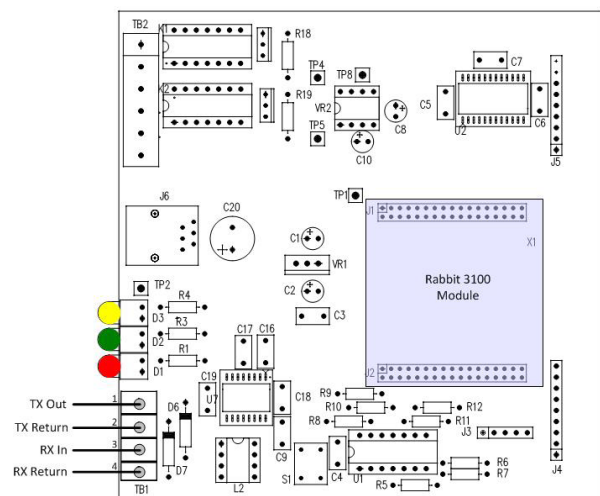 TB2
K1
R18
TP4
TP8
C7
K2
R19
VR2
C5
U2
C6
C8
TP5
C10
J5
J6
C20
TP1
J1
X1
C1
VR1
Rabbit 3100
Module
TP2
C2
R4
D3
C3
R3
D2
C17
C16
R1
D1
J2
C19
U7
C18
R9
TX Out
1
D6
R10
R12
TX Return
2
R8
R11
C9
J3
RX In
3
D7
S1
C4
U1
R6
RX Return
4
R7
TB1
L2
R5
J4